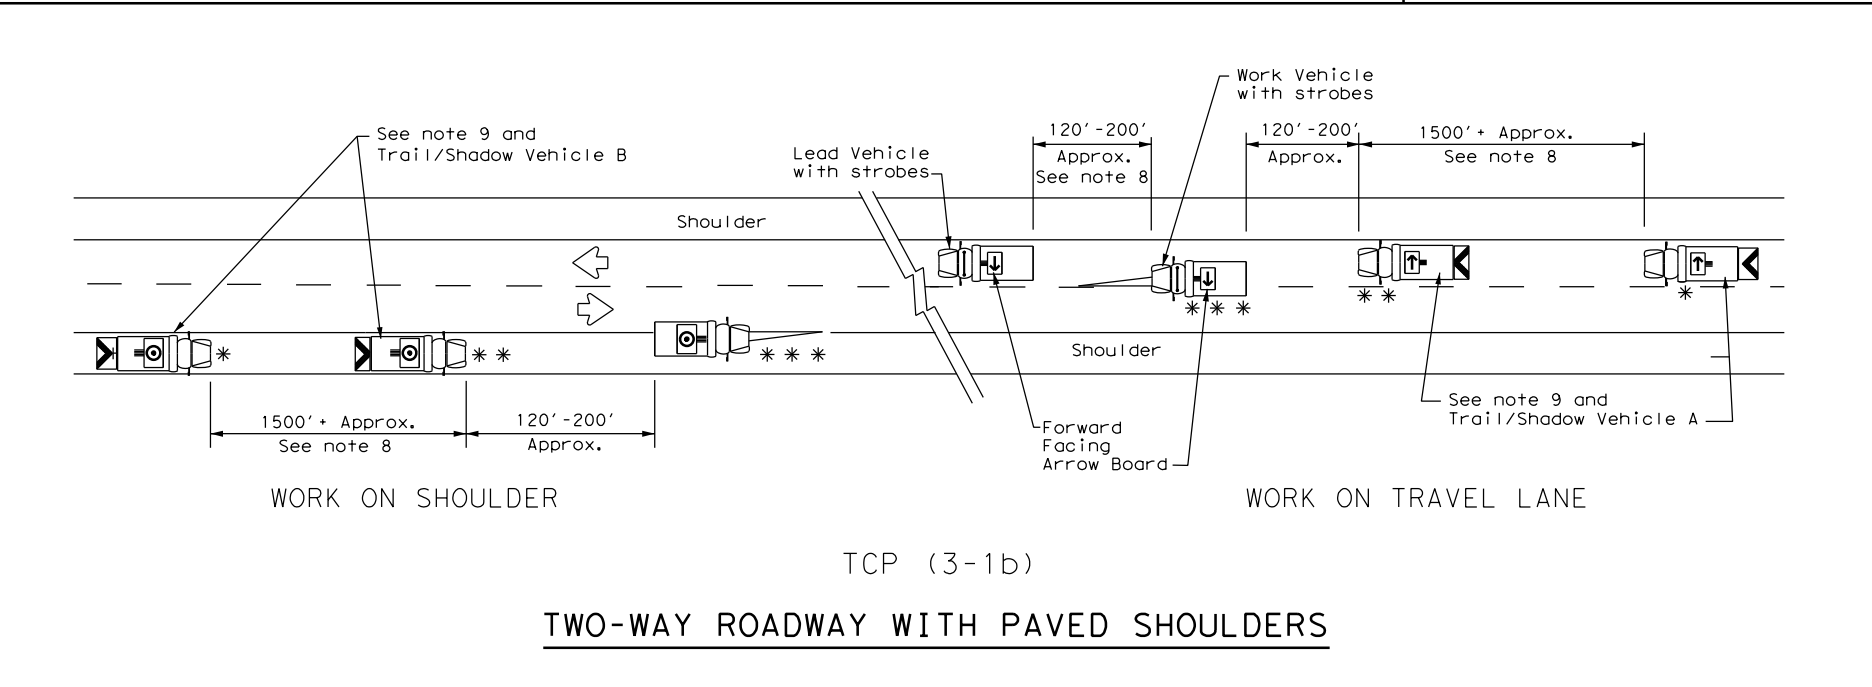 Work Vehicle
with strobes
See note 9 and
Trail/Shadow Vehicle B
Lead Vehicle
with strobes
120'-200'
Approx.
See note 8
120'-200'
Approx.
1500'+ Approx.
See note 8
Shoulder
Shoulder
* * *
* *
*
*
* *
* * *
1500'+ Approx.
See note 8
120'-200'
Approx.
Forward
Facing
Arrow Board
See note 9 and
Trail/Shadow Vehicle A
WORK ON SHOULDER
WORK ON TRAVEL LANE
TCP (3-1b)
TWO-WAY ROADWAY WITH PAVED SHOULDERS